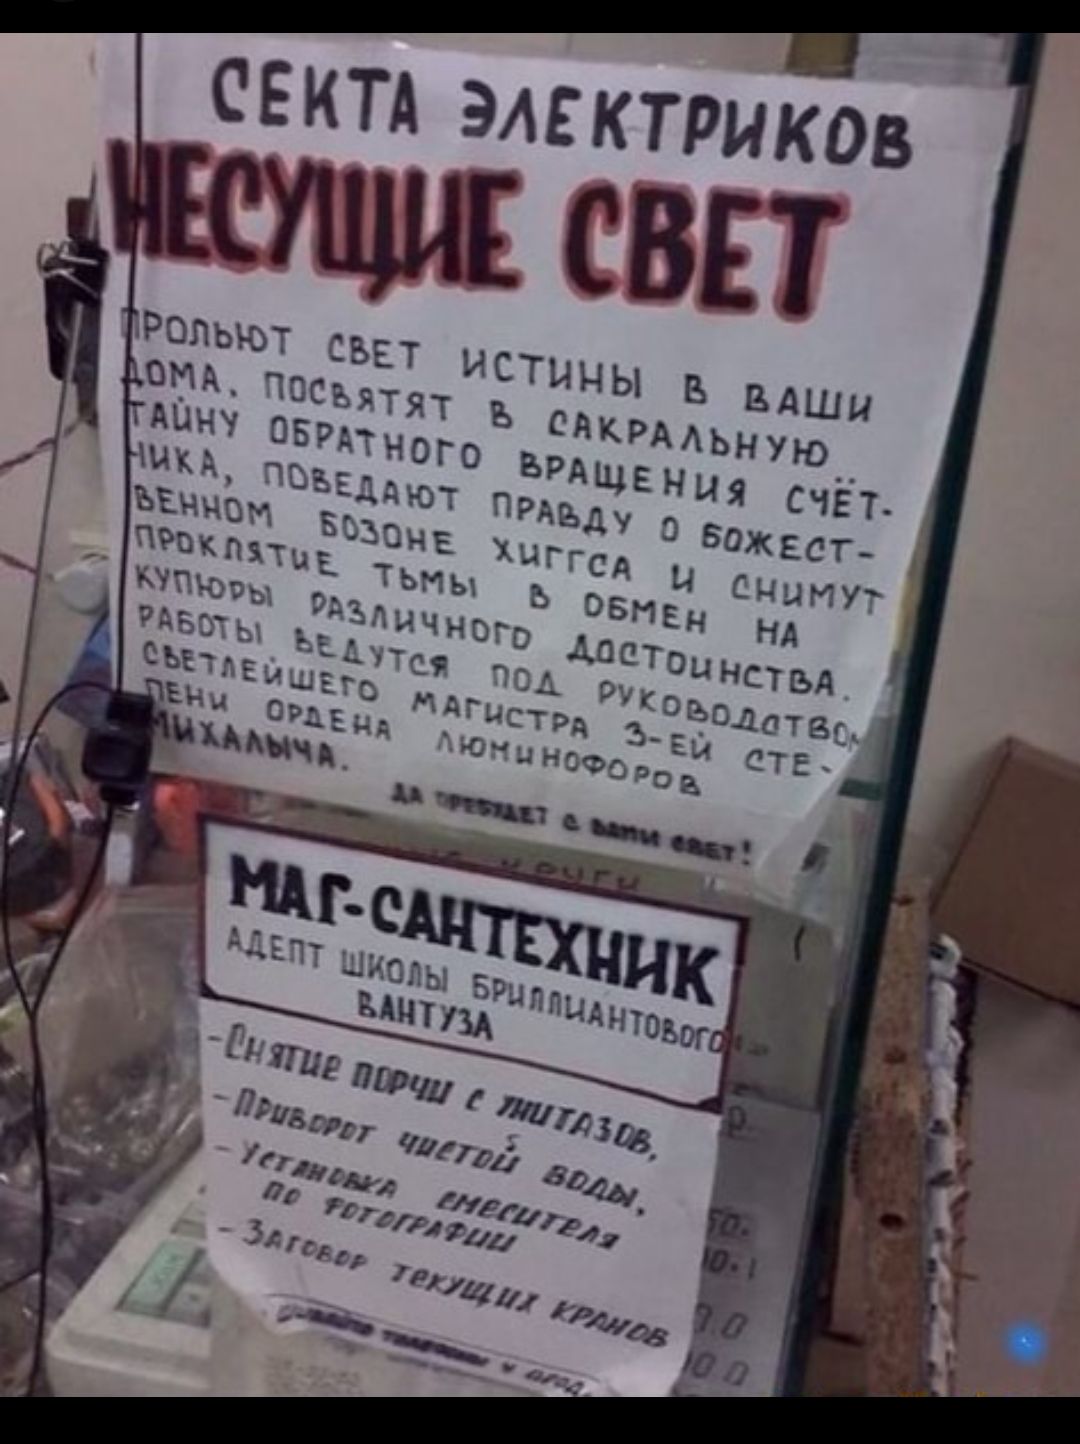 СЕКТА ЭЛЕКТРИКОВ
НЕСУЩИЕ СВЕТ
ПРОЛЬЮТ СВЕТ ИСТИНЫ В ВАШИ
ДОМА. ПОСВЯТЯТ В САКРАЛЬНУЮ
ТАЙНУ ОБРАТНОГО ВРАЩЕНИЯ СЧЁТ-
ЧИКА, ПОВЕДАЮТ ПРАВДУ О БОЖЕСТ-
ВЕННОМ БОЗОНЕ ХИГГСА И СНИМУТ
ПРОКЛЯТИЕ ТЬМЫ В ОБМЕН НА
КУПЮРЫ РАЗЛИЧНОГО ДОСТОИНСТВА.
РАБОТЫ ВЕДУТСЯ ПОД РУКОВОДСТВОМ
СВЕТЛЕЙШЕГО МАГИСТРА 3-ЕЙ СТЕ-
ПЕНИ ОРДЕНА ЛЮМИНОФОРОВ
МИХАЛЫЧА.
ДА ПРЕБУДЕТ С ВАМИ СВЕТ!
МАГ-САНТЕХНИК
АДЕПТ ШКОЛЫ БРИЛЛИАНТОВОГО
ВАНТУЗА
-СНЯТИЕ ПОРЧИ С УНИТАЗОВ,
-ПРИВОРОТ ЧИСТОЙ ВОДЫ,
-УСТАНОВКА СМЕСИТЕЛЯ
ПО ФОТОГРАФИИ
-ЗАГОВОР ТЕКУЩИХ КРАНОВ